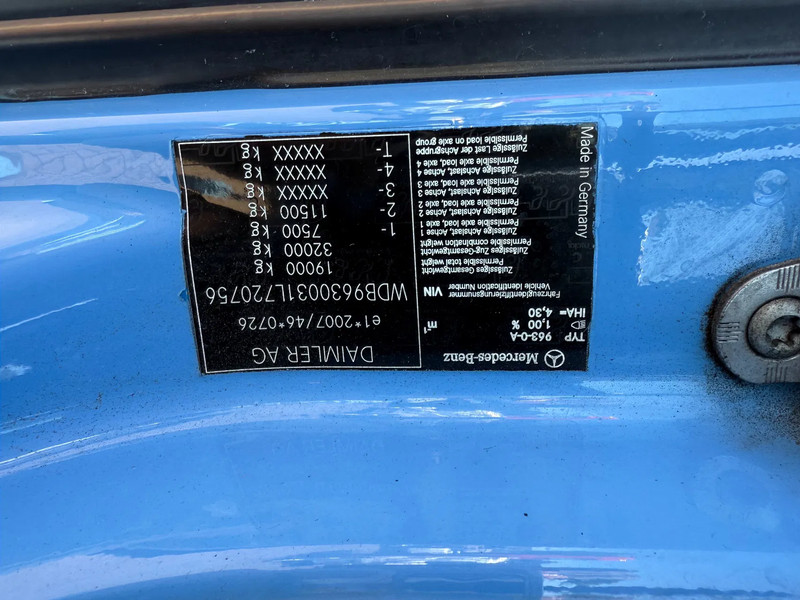 Mercedes-Benz
TYP 963-0-A
1,00 %
IHA= 4,30
m⁻¹
Fahrzeugidentifizierungsnummer
Vehicle Identification Number VIN
Zulässiges Gesamtgewicht
Permissible total weight
Zulässiges Zug-Gesamtgewicht
Permissible combination weight
Zulässige Achslast, Achse 1
Permissible axle load, axle 1
Zulässige Achslast, Achse 2
Permissible axle load, axle 2
Zulässige Achslast, Achse 3
Permissible axle load, axle 3
Zulässige Achslast, Achse 4
Permissible axle load, axle 4
Zulässige Last der Achsgruppe
Permissible load on axle group
Made in Germany
DAIMLER AG
e1*2007/46*0726
WDB9630031L720756
19000 kg
32000 kg
1- 7500 kg
2- 11500 kg
3- XXXXX kg
4- XXXXX kg
T- XXXXX kg